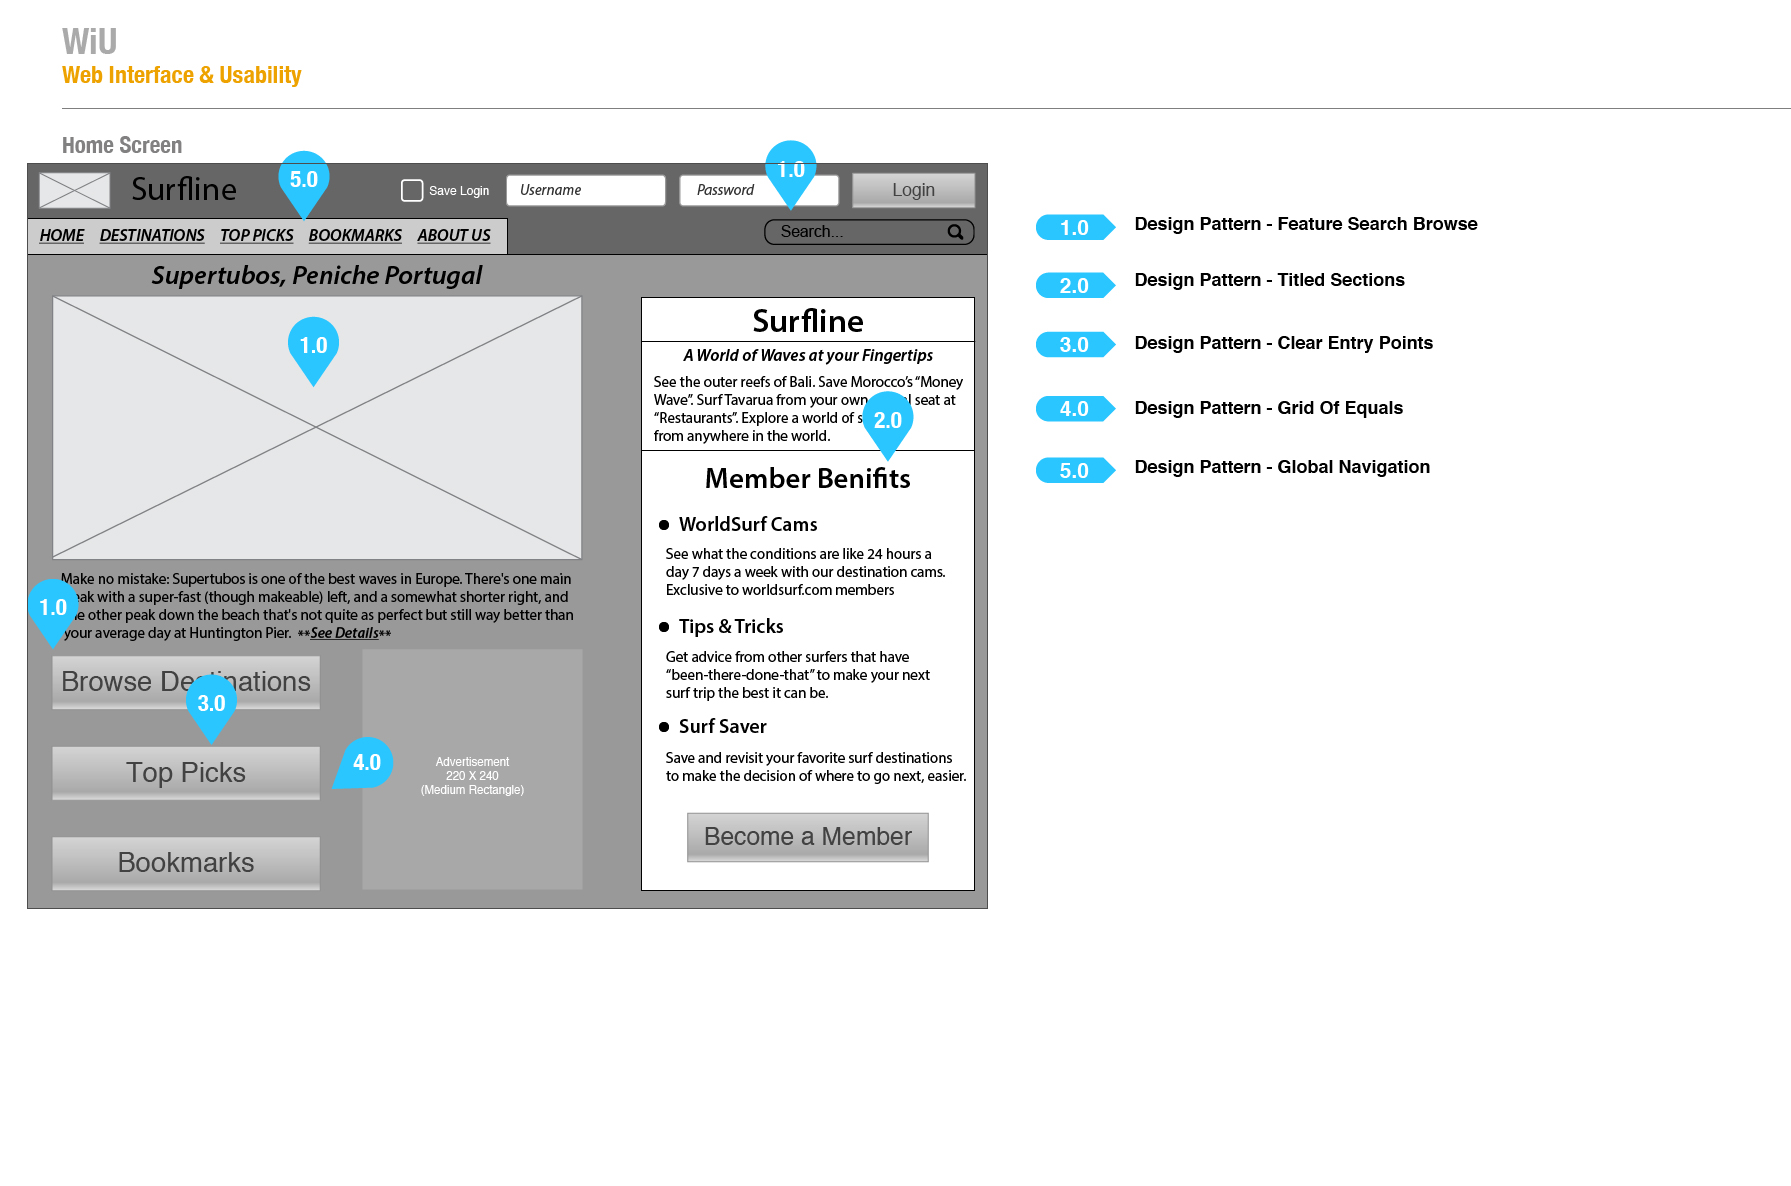 WiU
Web Interface & Usability
Home Screen
Surfline
5.0
Save Login
Username
Password
1.0
Login
HOME DESTINATIONS TOP PICKS BOOKMARKS ABOUT US
Search...
Supertubos, Peniche Portugal
1.0
Make no mistake: Supertubos is one of the best waves in Europe. There's one main
with a super-fast (though makeable) left, and a somewhat shorter right, and
other peak down the beach that's not quite as perfect but still way better than
your average day at Huntington Pier. **See Details**
1.0
Browse Destinations
3.0
Top Picks
4.0
Bookmarks
Advertisement
220 X 240
(Medium Rectangle)
Surfline
A World of Waves at your Fingertips
See the outer reefs of Bali. Save Morocco's “Money
Wave”. Surf Tavarua from your own seat at
“Restaurants”. Explore a world of
from anywhere in the world.
2.0
Member Benifits
● WorldSurf Cams
See what the conditions are like 24 hours a
day 7 days a week with our destination cams.
Exclusive to worldsurf.com members
● Tips & Tricks
Get advice from other surfers that have
“been-there-done-that” to make your next
surf trip the best it can be.
● Surf Saver
Save and revisit your favorite surf destinations
to make the decision of where to go next, easier.
Become a Member
1.0 Design Pattern - Feature Search Browse
2.0 Design Pattern - Titled Sections
3.0 Design Pattern - Clear Entry Points
4.0 Design Pattern - Grid Of Equals
5.0 Design Pattern - Global Navigation